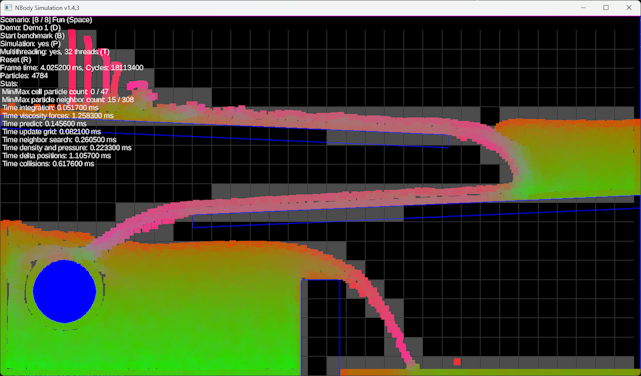 NBody Simulation v1.4.3
Scenario: [8 / 8] Fun (Space)
Demo: Demo 1 (D)
Start benchmark (B)
Simulation: yes (P)
Multithreading: yes, 32 threads (T)
Reset (R)
Frame time: 4.025200 ms, Cycles: 18113400
Particles: 4784
Stats:
Min/Max cell particle count: 0 / 47
Min/Max particle neighbor count: 15 / 308
Time integration: 0.051700 ms
Time viscosity forces: 1.258300 ms
Time predict: 0.145600 ms
Time update grid: 0.082100 ms
Time neighbor search: 0.260500 ms
Time density and pressure: 0.223300 ms
Time delta positions: 1.105700 ms
Time collisions: 0.617600 ms